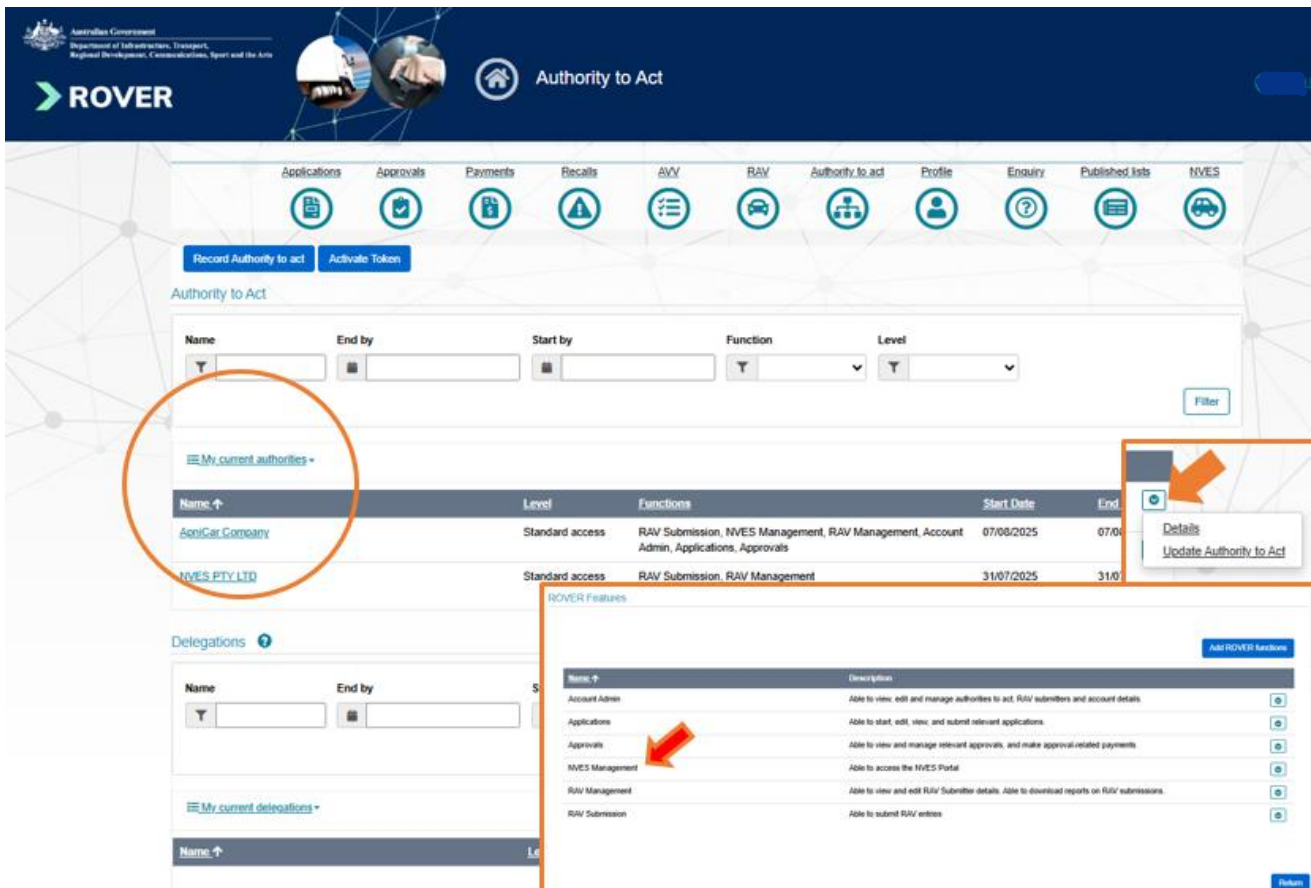 Australian Government
Department of Infrastructure, Transport,
Regional Development, Communications, Sport and the Arts
ROVER
Authority to Act
Applications Approvals Payments Recalls AVV RAV Authority to act Profile Enquiry Published lists NVES
Record Authority to act Activate Token
Authority to Act
Name End by Start by Function Level
Filter
My current authorities
Name Level Functions Start Date End
ApniCar Company Standard access RAV Submission, NVES Management, RAV Management, Account 07/08/2025 07/0
Admin, Applications, Approvals
NVES PTY LTD Standard access RAV Submission, RAV Management 31/07/2025 31/0
Details
Update Authority to Act
Delegations ?
Name End by S
My current delegations
Name Le
ROVER Features
Add ROVER functions
Name Description
Account Admin Able to view, edit and manage authorities to act, RAV submitters and account details.
Applications Able to start, edit, view, and submit relevant applications.
Approvals Able to view and manage relevant approvals, and make approval-related payments
NVES Management Able to access the NVES Portal
RAV Management Able to view and edit RAV Submitter details. Able to download reports on RAV submissions.
RAV Submission Able to submit RAV entries
Return